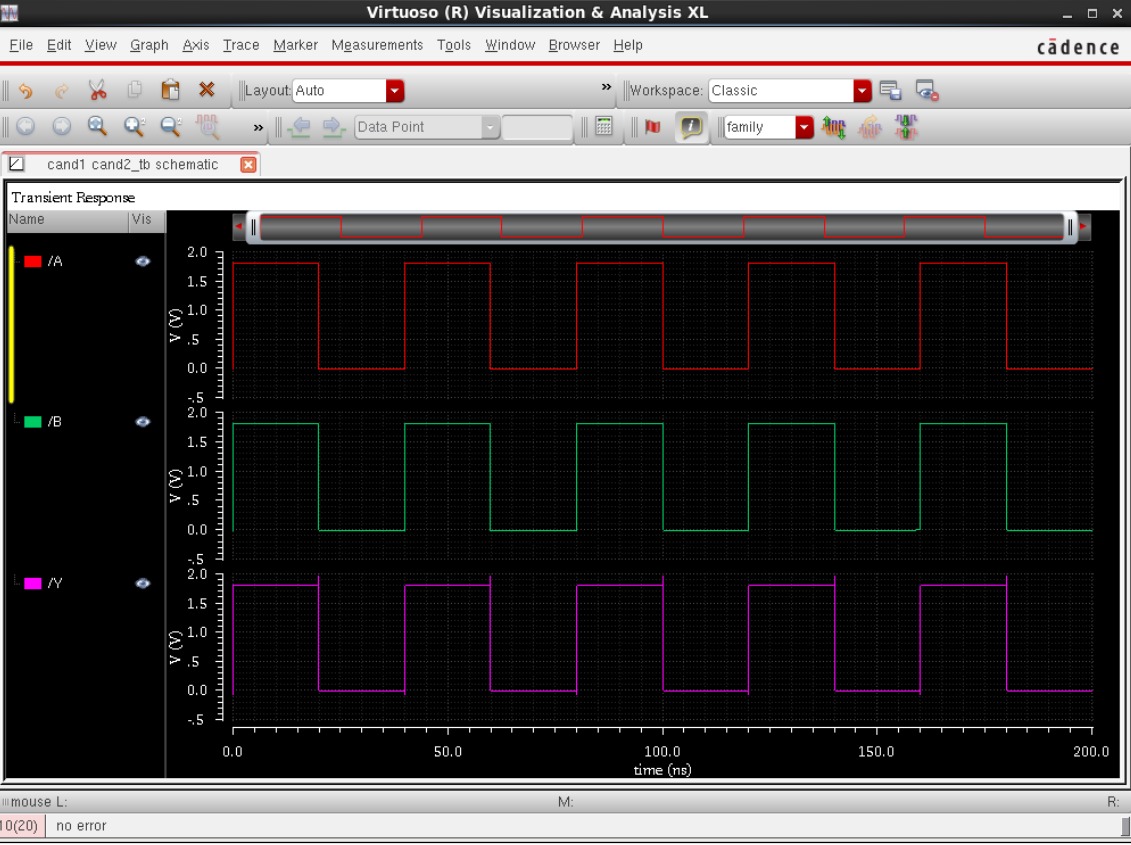 Virtuoso (R) Visualization & Analysis XL
File Edit View Graph Axis Trace Marker Measurements Tools Window Browser Help
cādence
Layout: Auto
» Workspace: Classic
» Data Point
family
cand1 cand2_tb schematic
Transient Response
Name Vis
/A
2.0
1.5
1.0
.5
0.0
-.5
V (V)
/B
2.0
1.5
1.0
.5
0.0
-.5
V (V)
/Y
2.0
1.5
1.0
.5
0.0
-.5
V (V)
0.0 50.0 100.0 150.0 200.0
time (ns)
mouse L: M: R:
10(20) no error